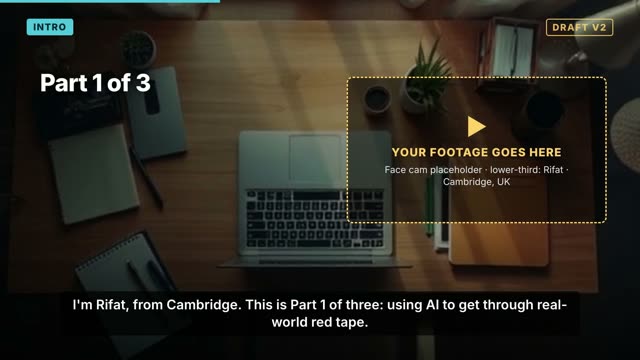 INTRO
DRAFT V2
Part 1 of 3
YOUR FOOTAGE GOES HERE
Face cam placeholder · lower-third: Rifat ·
Cambridge, UK
I'm Rifat, from Cambridge. This is Part 1 of three: using AI to get through real-
world red tape.